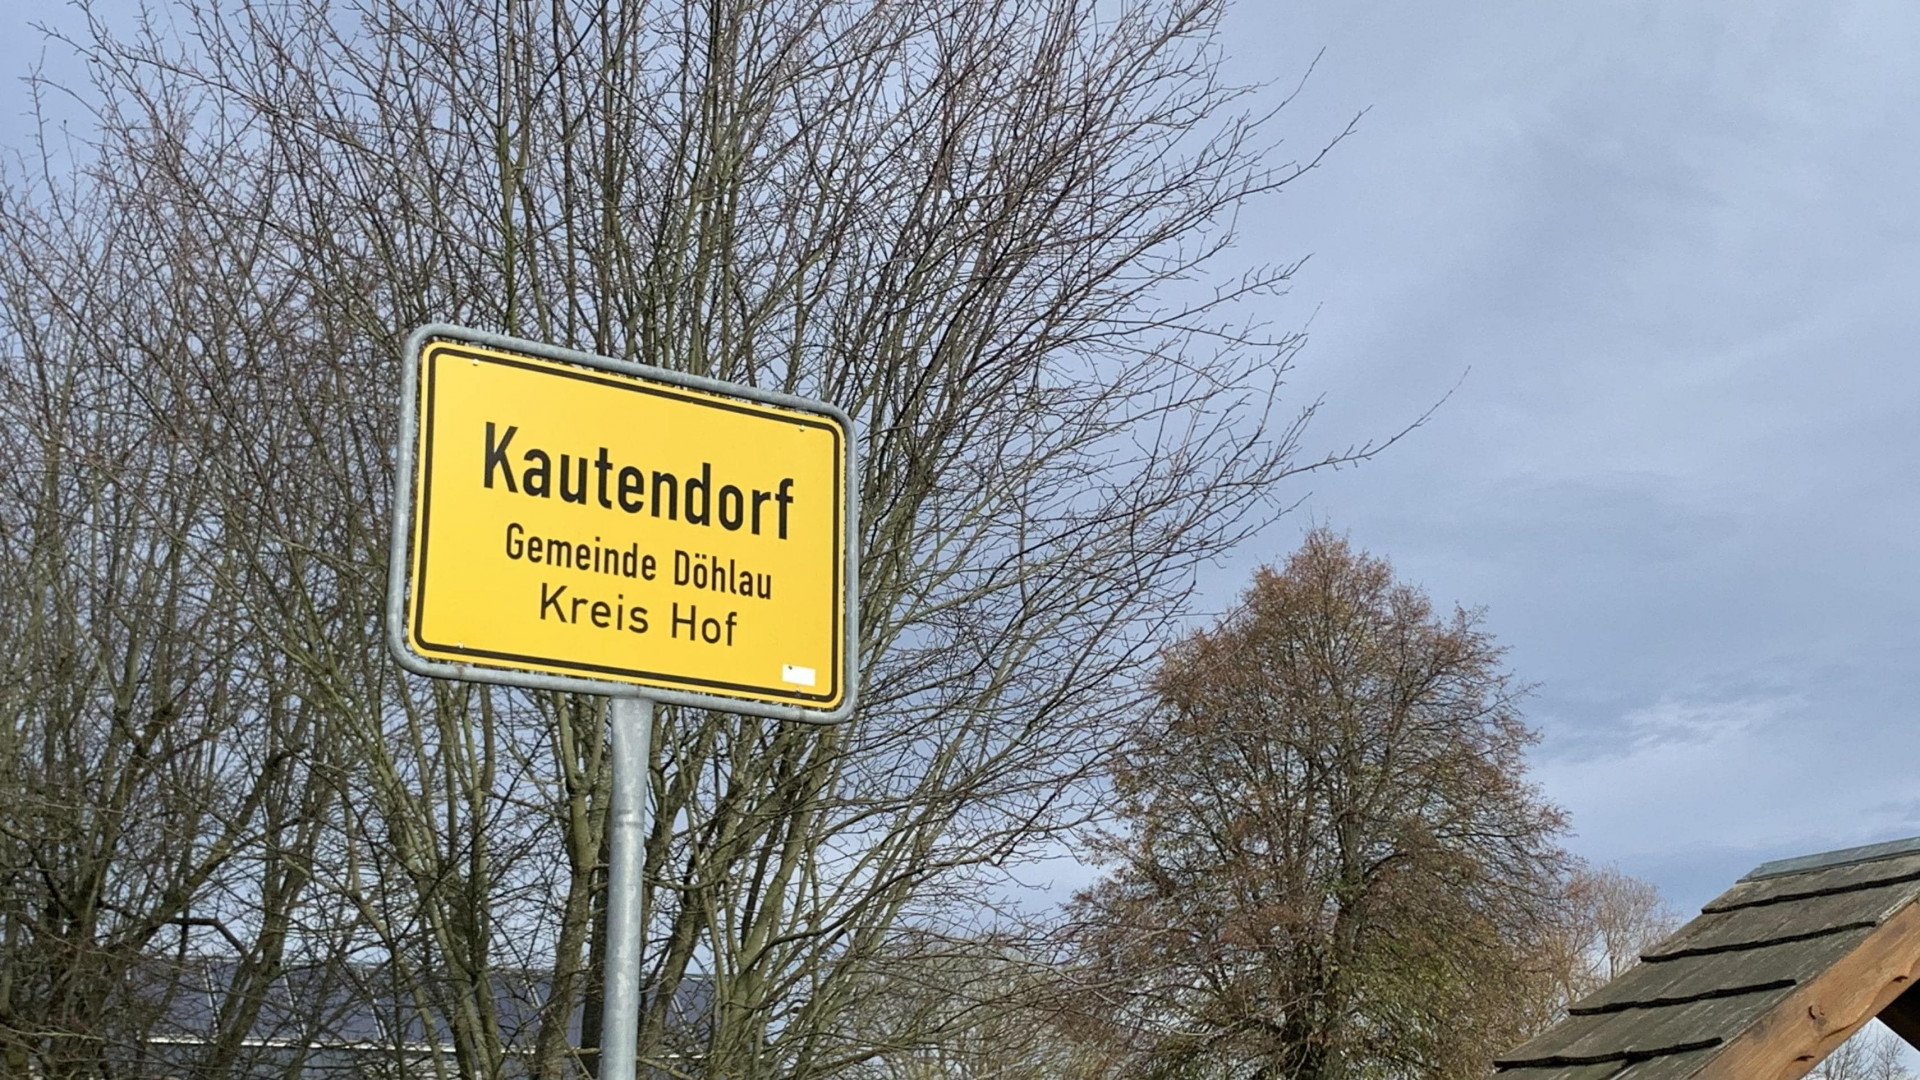 Kautendorf
Gemeinde Döhlau
Kreis Hof